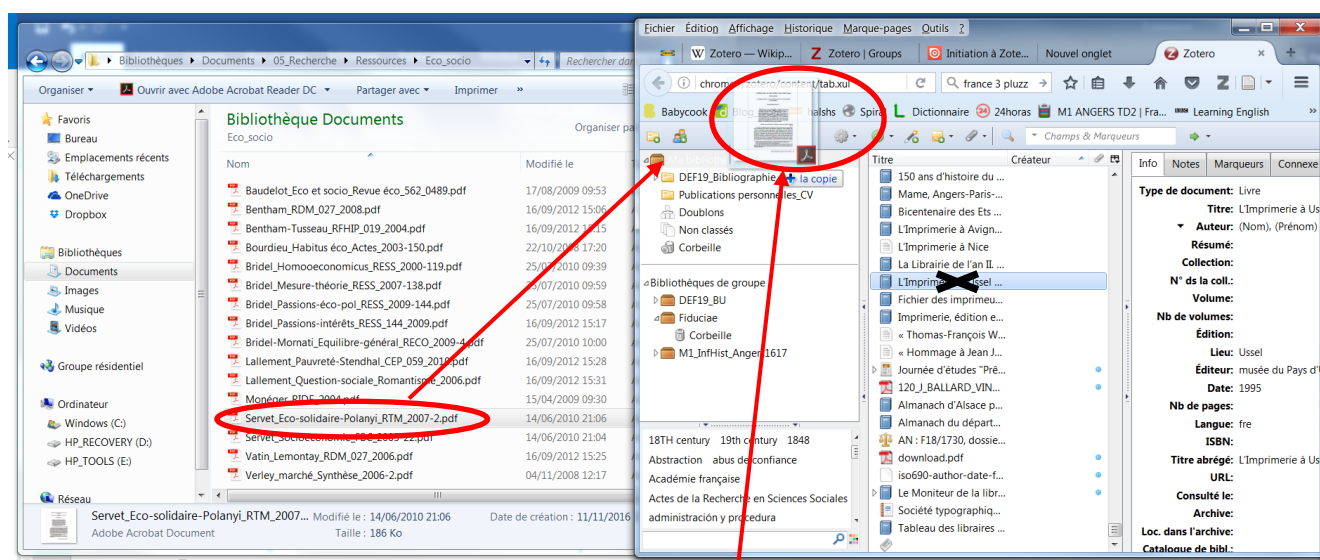 Bibliothèques ▸ Documents ▸ 05_Recherche ▸ Ressources ▸ Eco_socio
Rechercher dan
Organiser
Ouvrir avec Adobe Acrobat Reader DC
Partager avec
Imprimer
»
Favoris
Bureau
Emplacements récents
Téléchargements
OneDrive
Dropbox
Bibliothèques
Documents
Images
Musique
Vidéos
Groupe résidentiel
Ordinateur
Windows (C:)
HP_RECOVERY (D:)
HP_TOOLS (E:)
Réseau
Bibliothèque Documents
Eco_socio
Organiser pa
Nom
Modifié le
Baudelot_Eco et socio_Revue éco_562_0489.pdf 17/08/2009 09:53
Bentham_RDM_027_2008.pdf 16/09/2012 15:06
Bentham-Tusseau_RFHIP_019_2004.pdf 16/09/2012 15:15
Bourdieu_Habitus éco_Actes_2003-150.pdf 22/10/2008 17:20
Bridel_Homooeconomicus_RESS_2000-119.pdf 25/07/2010 09:39
Bridel_Mesure-théorie_RESS_2007-138.pdf 25/07/2010 09:59
Bridel_Passions-éco-pol_RESS_2009-144.pdf 25/07/2010 09:58
Bridel_Passions-intérêts_RESS_144_2009.pdf 16/09/2012 15:17
Bridel-Mornati_Equilibre-général_RECO_2009-4.pdf 25/07/2010 10:00
Lallement_Pauvreté-Stendhal_CEP_059_2010.pdf 16/09/2012 15:28
Lallement_Question-sociale_Romantisme_2006.pdf 16/09/2012 15:31
Monéger_RIDE_2004.pdf 15/04/2009 09:30
Servet_Eco-solidaire-Polanyi_RTM_2007-2.pdf 14/06/2010 21:06
14/06/2010 21:04
Vatin_Lemontay_RDM_027_2006.pdf 16/09/2012 15:25
Verley_marché_Synthèse_2006-2.pdf 04/11/2008 12:17
Servet_Eco-solidaire-Polanyi_RTM_2007... Modifié le : 14/06/2010 21:06 Date de création : 11/11/2016
Adobe Acrobat Document Taille : 186 Ko
Fichier Édition Affichage Historique Marque-pages Outils ?
W Zotero — Wikip...
Z Zotero | Groups
Initiation à Zote...
Nouvel onglet
Zotero × +
chrome://zotero/content/tab.xul
france 3 pluzz
Babycook
Blog
halshs
Spiral
L Dictionnaire
24horas
M1 ANGERS TD2 | Fra...
Learning English
»
Champs & Marqueurs
Ma biblioth
DEF19_Bibliographie
+ la copie
Publications personnelles_CV
Doublons
Non classés
Corbeille
Bibliothèques de groupe
DEF19_BU
Fiduciae
Corbeille
M1_InfHist_Angers1617
18TH century 19th century 1848
Abstraction abus de confiance
Académie française
Actes de la Recherche en Sciences Sociales
administración y procedura
Titre
Créateur
150 ans d'histoire du ...
Mame, Angers-Paris-...
Bicentenaire des Ets ...
L'Imprimerie à Avign...
L'Imprimerie à Nice
La Librairie de l'an II. ...
Fichier des imprimeu...
Imprimerie, édition e...
« Thomas-François W...
« Hommage à Jean J...
Journée d'études "Prê...
120_J_BALLARD_VIN...
Almanach d'Alsace p...
Almanach du départ...
AN : F18/1730, dossie...
download.pdf
iso690-author-date-f...
Le Moniteur de la libr...
Société typographiq...
Tableau des libraires ...
Info
Notes
Marqueurs
Connexe
Type de document: Livre
Titre: L'Imprimerie à Us
Auteur: (Nom), (Prénom)
Résumé:
Collection:
N° ds la coll.:
Volume:
Nb de volumes:
Édition:
Lieu: Ussel
Éditeur: musée du Pays d'U
Date: 1995
Nb de pages:
Langue: fre
ISBN:
Titre abrégé: L'Imprimerie à Us
URL:
Consulté le:
Archive:
Loc. dans l'archive:
Catalogue de bibl.: